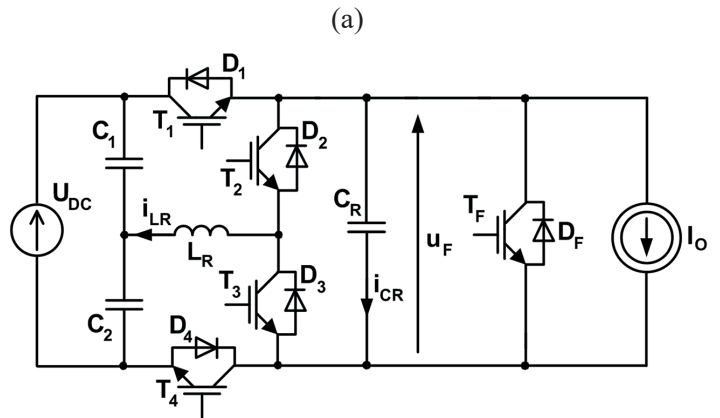 (a)
D1
C1
T1
D2
T2
CR
UDC
iLR
TF
uF
DF
IO
LR
T3
D3
iCR
C2
D4
T4